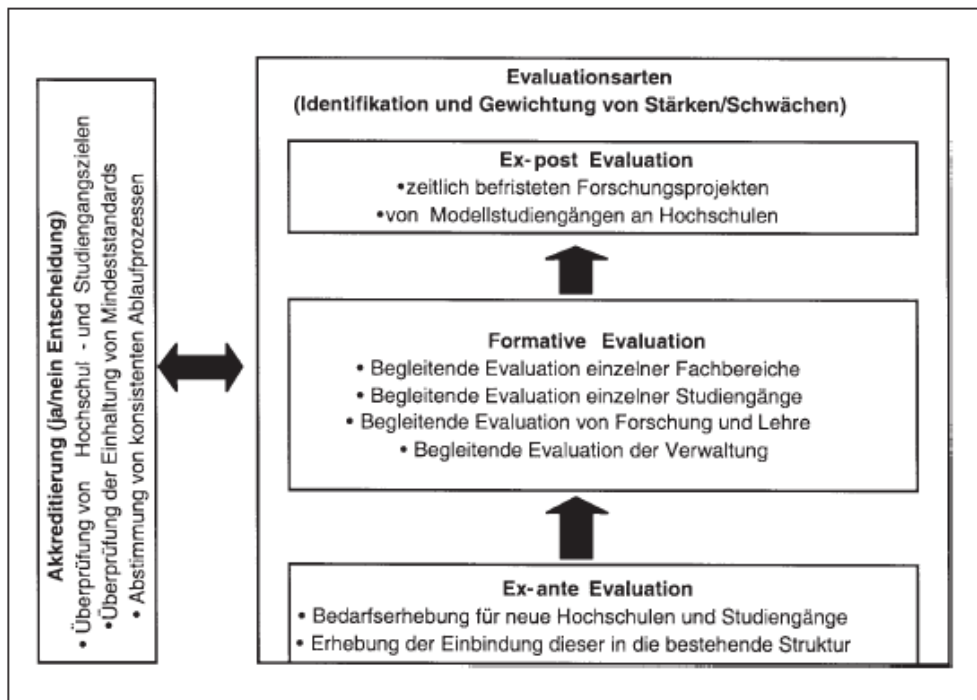 Akkreditierung (ja/nein Entscheidung)
• Überprüfung von Hochschul - und Studiengangszielen
•Überprüfung der Einhaltung von Mindeststandards
• Abstimmung von konsistenten Ablaufprozessen
Evaluationsarten
(Identifikation und Gewichtung von Stärken/Schwächen)
Ex-post Evaluation
•zeitlich befristeten Forschungsprojekten
•von Modellstudiengängen an Hochschulen
Formative Evaluation
• Begleitende Evaluation einzelner Fachbereiche
• Begleitende Evaluation einzelner Studiengänge
• Begleitende Evaluation von Forschung und Lehre
• Begleitende Evaluation der Verwaltung
Ex-ante Evaluation
• Bedarfserhebung für neue Hochschulen und Studiengänge
• Erhebung der Einbindung dieser in die bestehende Struktur